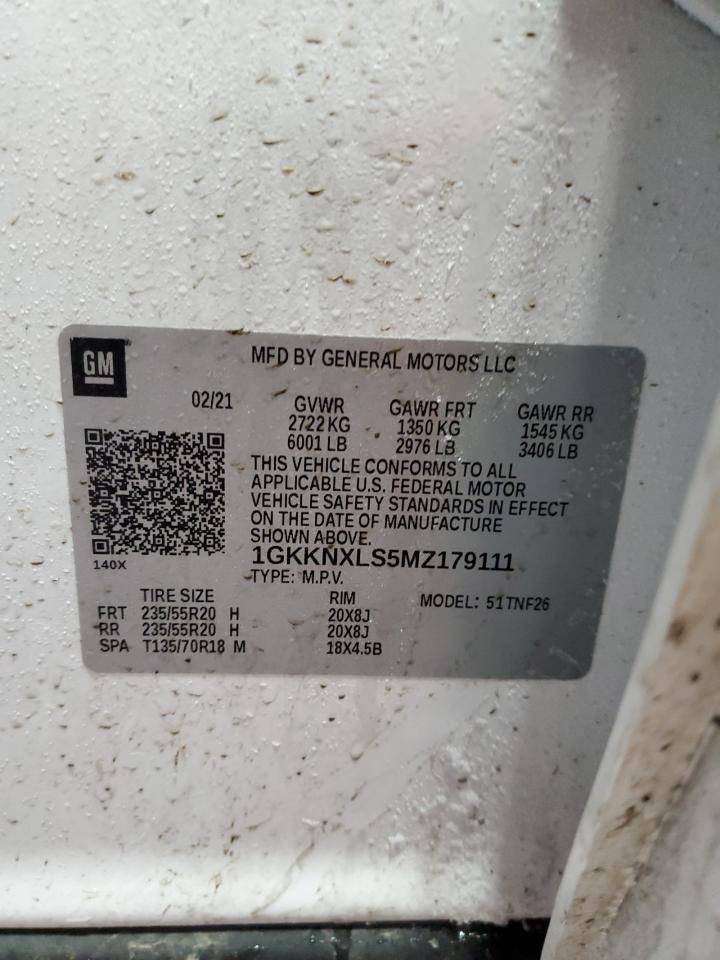 GM
MFD BY GENERAL MOTORS LLC
02/21
GVWR GAWR FRT GAWR RR
2722 KG 1350 KG 1545 KG
6001 LB 2976 LB 3406 LB
THIS VEHICLE CONFORMS TO ALL
APPLICABLE U.S. FEDERAL MOTOR
VEHICLE SAFETY STANDARDS IN EFFECT
ON THE DATE OF MANUFACTURE
SHOWN ABOVE.
140X
1GKKNXLS5MZ179111
TYPE: M.P.V.
TIRE SIZE RIM MODEL: 51TNF26
FRT 235/55R20 H 20X8J
RR 235/55R20 H 20X8J
SPA T135/70R18 M 18X4.5B